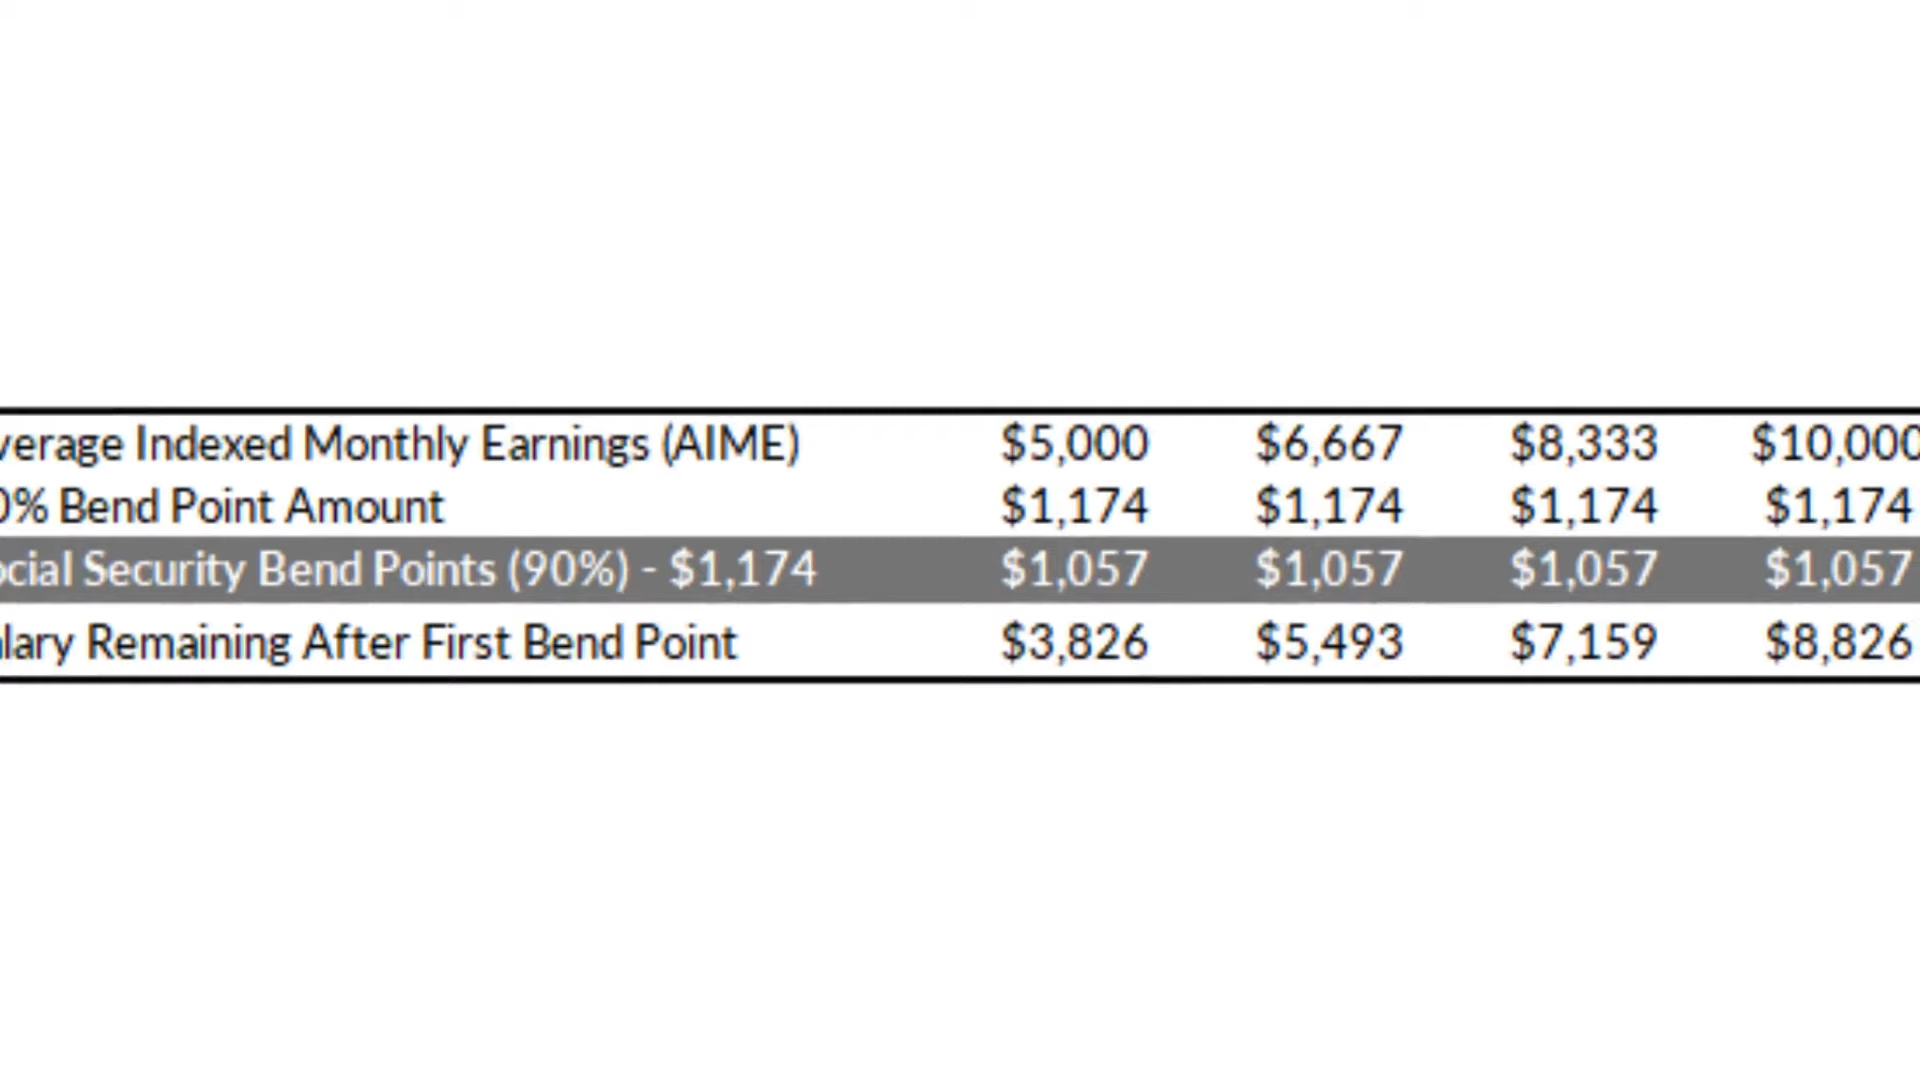 verage Indexed Monthly Earnings (AIME) $5,000 $6,667 $8,333 $10,000
0% Bend Point Amount $1,174 $1,174 $1,174 $1,174
ocial Security Bend Points (90%) - $1,174 $1,057 $1,057 $1,057 $1,057
lary Remaining After First Bend Point $3,826 $5,493 $7,159 $8,826